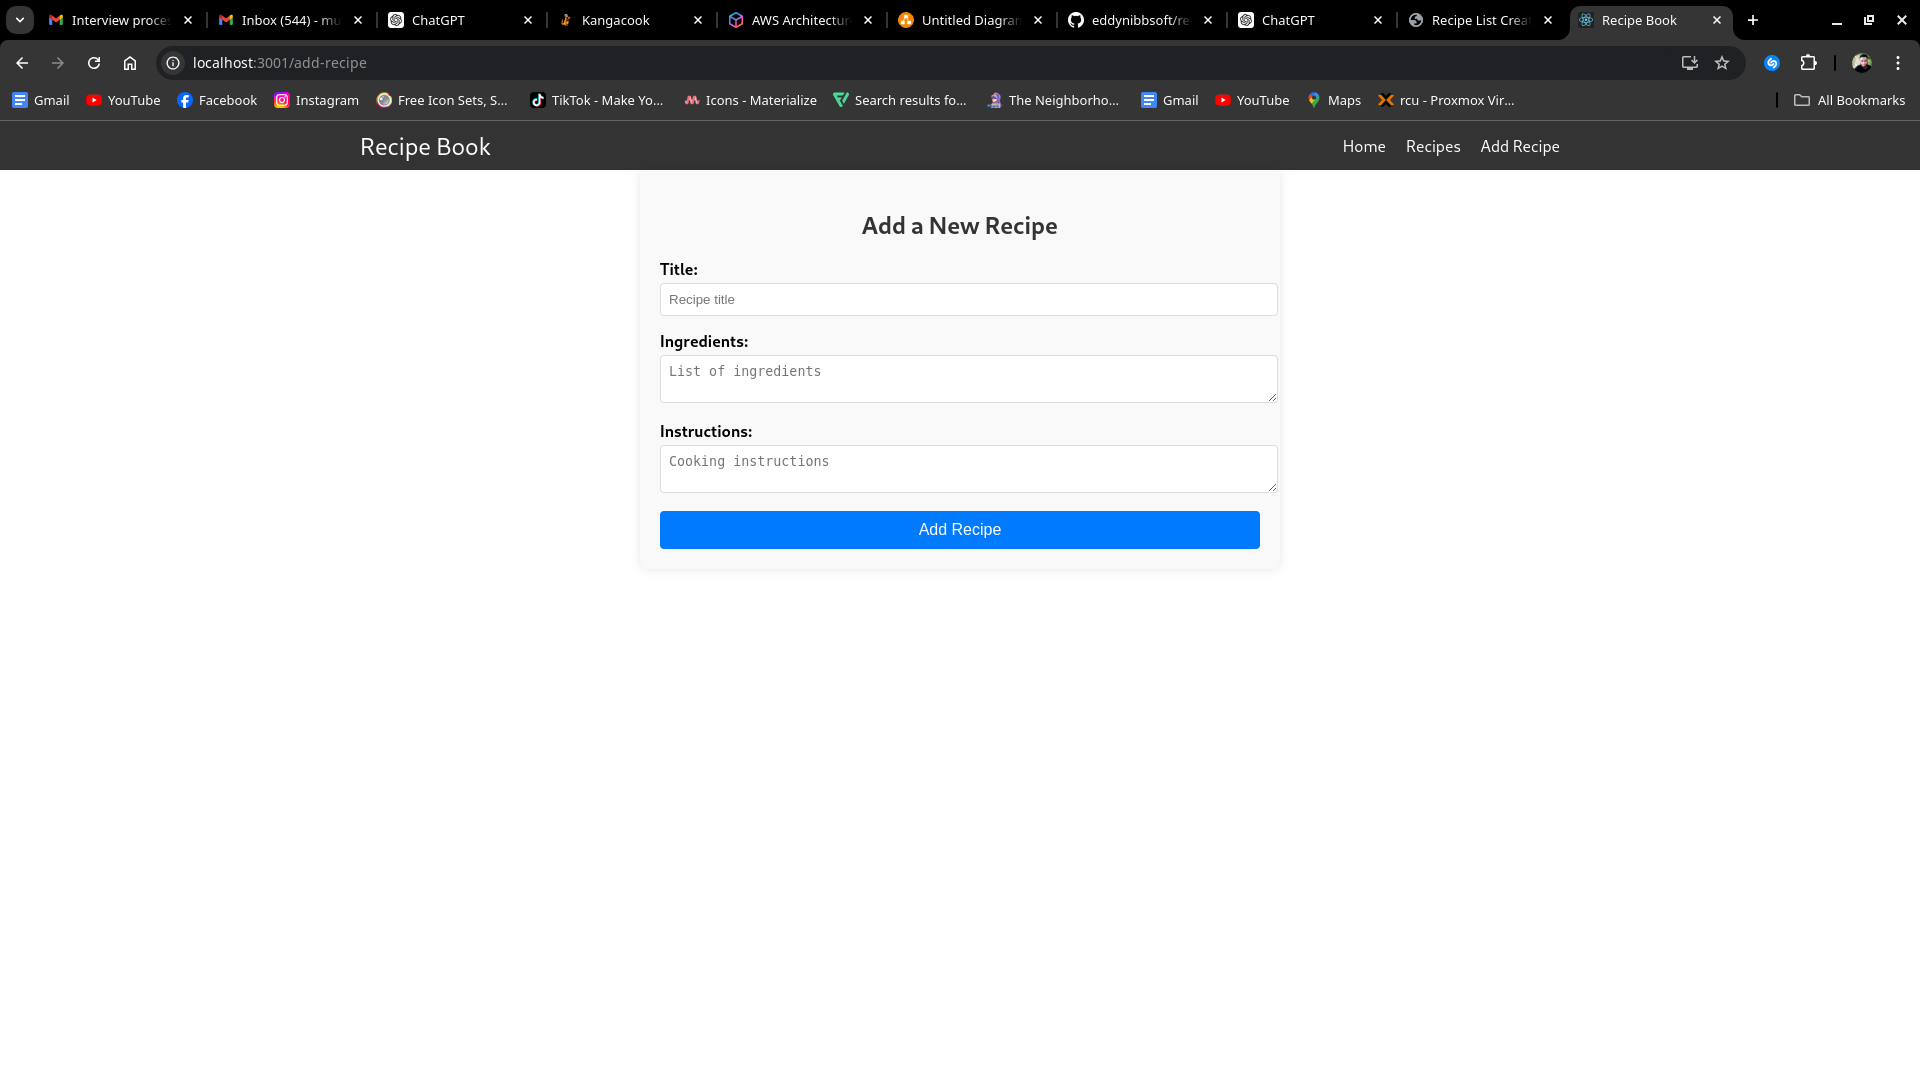 Interview proces
Inbox (544) - mu
ChatGPT
Kangacook
AWS Architectur
Untitled Diagram
eddynibbsoft/re
ChatGPT
Recipe List Crea
Recipe Book
localhost:3001/add-recipe
Gmail
YouTube
Facebook
Instagram
Free Icon Sets, S...
TikTok - Make Yo...
Icons - Materialize
Search results fo...
The Neighborho...
Gmail
YouTube
Maps
rcu - Proxmox Vir...
All Bookmarks
Recipe Book
Home
Recipes
Add Recipe
Add a New Recipe
Title:
Recipe title
Ingredients:
List of ingredients
Instructions:
Cooking instructions
Add Recipe